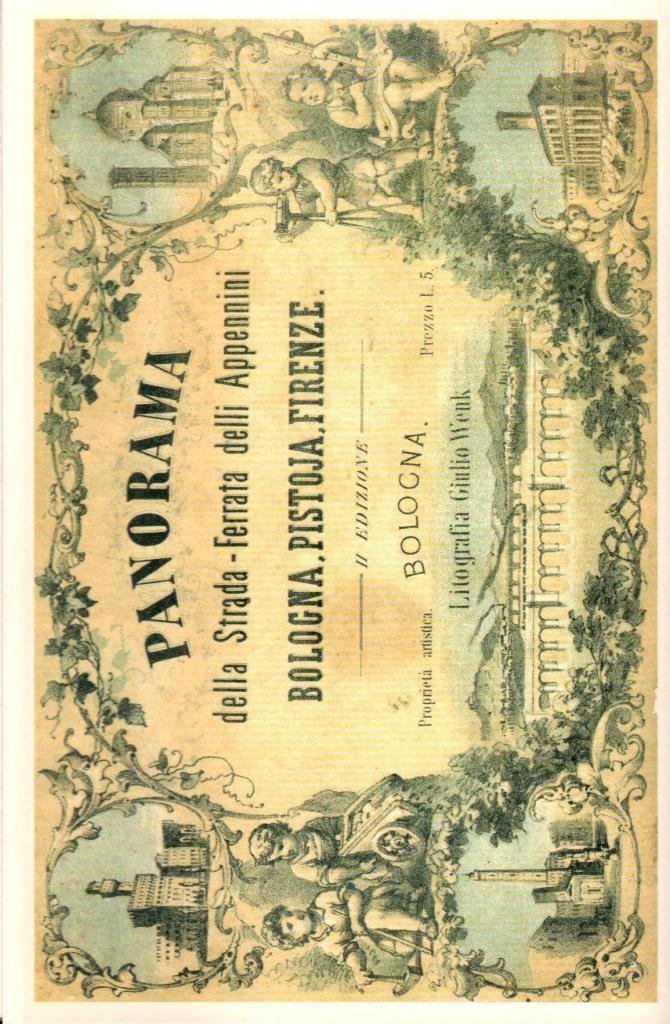 PANORAMA
della Strada-Ferrata delli Appennini
BOLOGNA, PISTOJA, FIRENZE.
II EDIZIONE
BOLOGNA.
Proprietà artistica. Prezzo L. 5.
Litografia Giulio Wenk